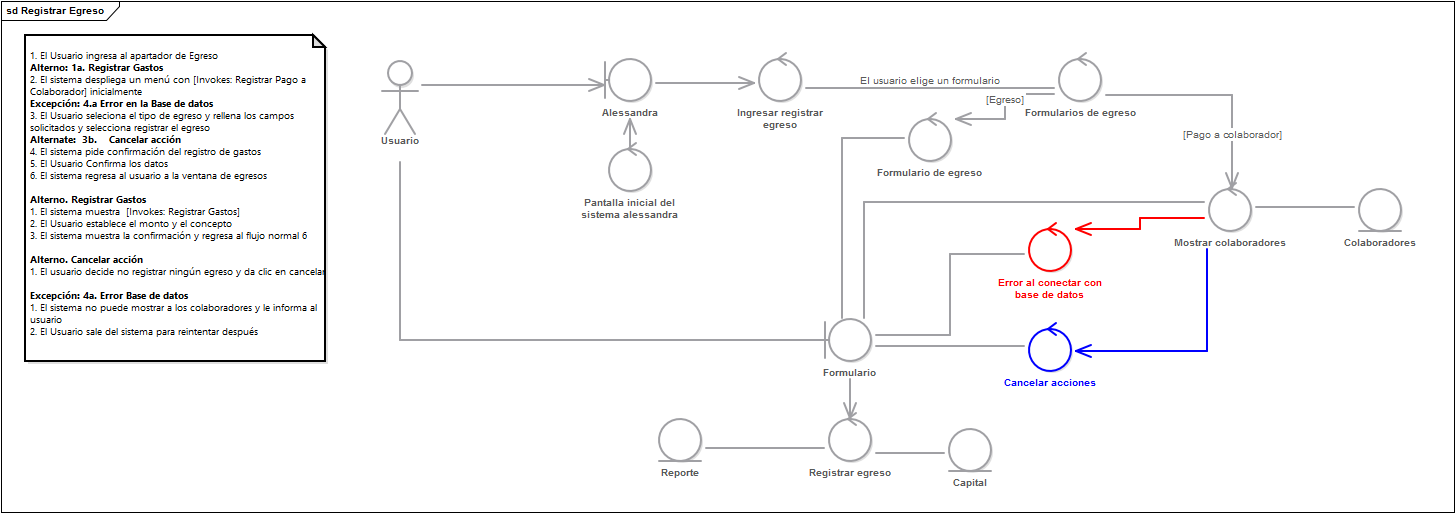 sd Registrar Egreso
1. El Usuario ingresa al apartador de Egreso
Alterno: 1a. Registrar Gastos
2. El sistema despliega un menú con [Invokes: Registrar Pago a
Colaborador] inicialmente
Excepción: 4.a Error en la Base de datos
3. El Usuario seleciona el tipo de egreso y rellena los campos
solicitados y selecciona registrar el egreso
Alternate: 3b. Cancelar acción
4. El sistema pide confirmación del registro de gastos
5. El Usuario Confirma los datos
6. El sistema regresa al usuario a la ventana de egresos
Alterno. Registrar Gastos
1. El sistema muestra [Invokes: Registrar Gastos]
2. El Usuario establece el monto y el concepto
3. El sistema muestra la confirmación y regresa al flujo normal 6
Alterno. Cancelar acción
1. El usuario decide no registrar ningún egreso y da clic en cancelar
Excepción: 4a. Error Base de datos
1. El sistema no puede mostrar a los colaboradores y le informa al
usuario
2. El Usuario sale del sistema para reintentar después
Usuario
Alessandra
Pantalla inicial del
sistema alessandra
Ingresar registrar
egreso
El usuario elige un formulario
[Egreso]
Formularios de egreso
Formulario de egreso
[Pago a colaborador]
Mostrar colaboradores
Colaboradores
Error al conectar con
base de datos
Formulario
Cancelar acciones
Reporte
Registrar egreso
Capital